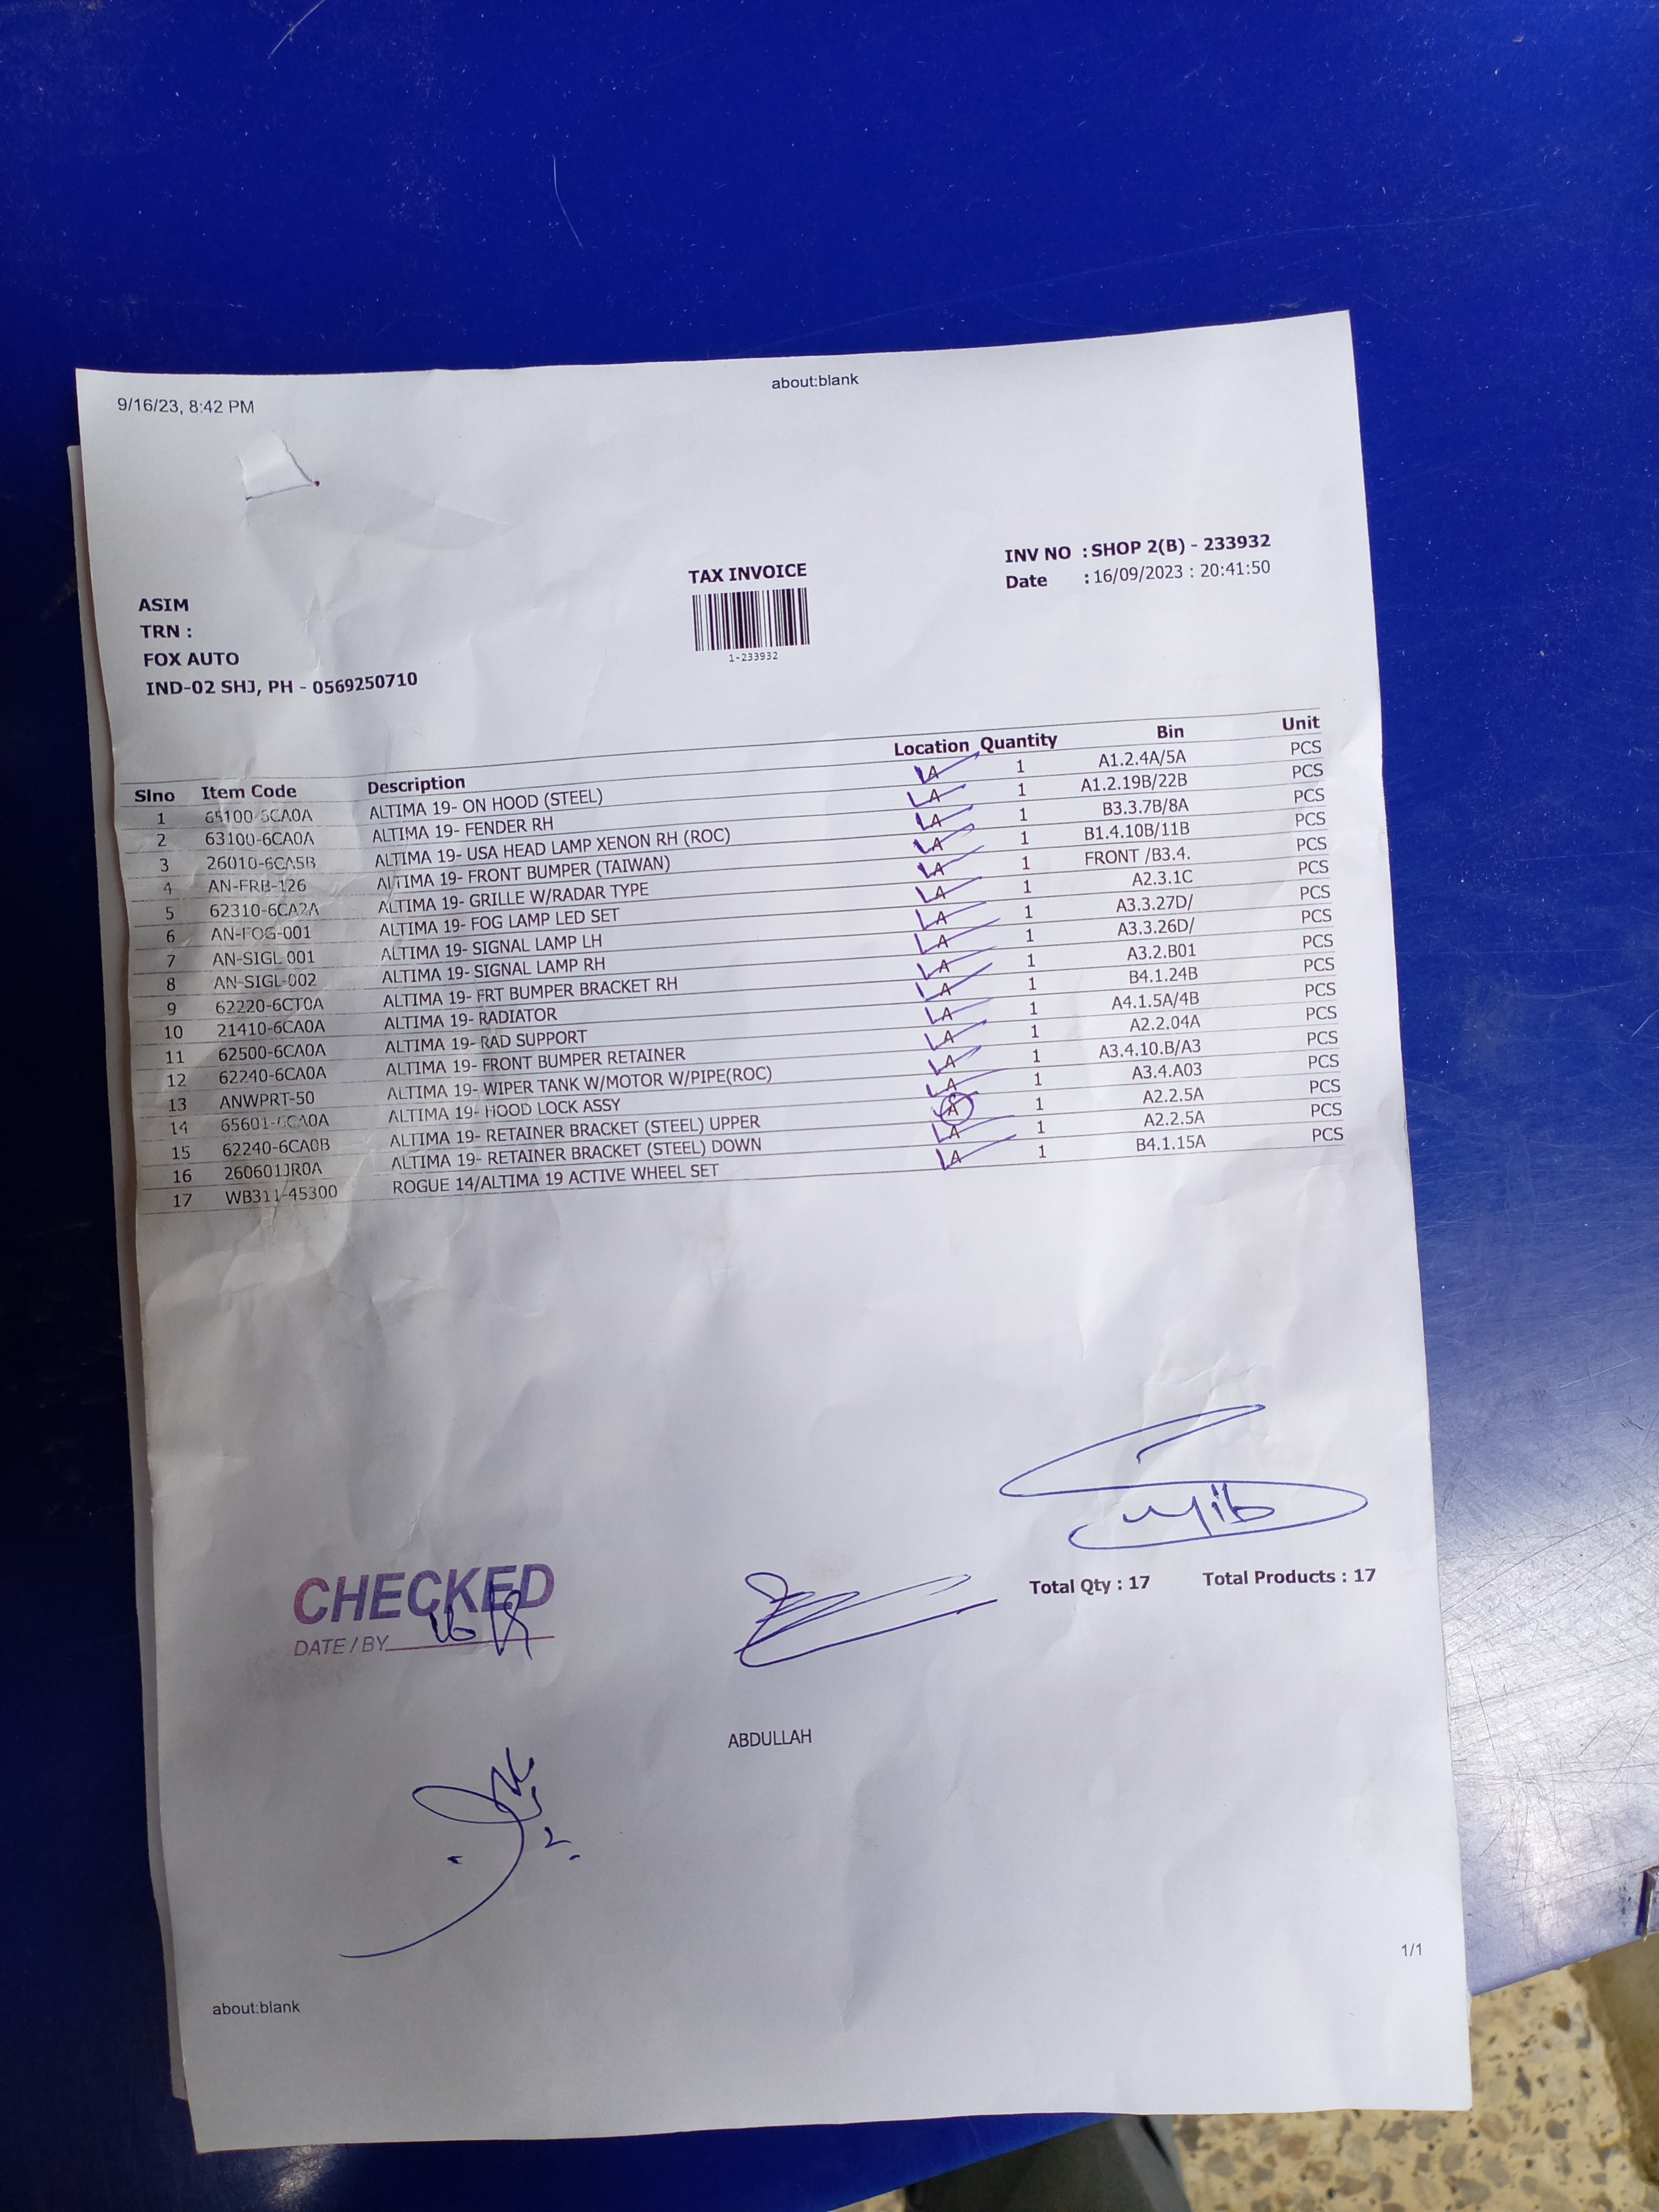 9/16/23, 8:42 PM about:blank
TAX INVOICE
INV NO : SHOP 2(B) - 233932
Date : 16/09/2023 : 20:41:50
1-233932
ASIM
TRN :
FOX AUTO
IND-02 SHJ, PH - 0569250710
Slno Item Code Description Location Quantity Bin Unit
1 65100-6CA0A ALTIMA 19- ON HOOD (STEEL) A 1 A1.2.4A/5A PCS
2 63100-6CA0A ALTIMA 19- FENDER RH A 1 A1.2.19B/22B PCS
3 26010-6CA5B ALTIMA 19- USA HEAD LAMP XENON RH (ROC) A 1 B3.3.7B/8A PCS
4 AN-FRB-126 ALTIMA 19- FRONT BUMPER (TAIWAN) A 1 B1.4.10B/11B PCS
5 62310-6CA2A ALTIMA 19- GRILLE W/RADAR TYPE A 1 FRONT /B3.4. PCS
6 AN-FOG-001 ALTIMA 19- FOG LAMP LED SET A 1 A2.3.1C PCS
7 AN-SIGL 001 ALTIMA 19- SIGNAL LAMP LH A 1 A3.3.27D/ PCS
8 AN-SIGL-002 ALTIMA 19- SIGNAL LAMP RH A 1 A3.3.26D/ PCS
9 62220-6CT0A ALTIMA 19- FRT BUMPER BRACKET RH A 1 A3.2.B01 PCS
10 21410-6CA0A ALTIMA 19- RADIATOR A 1 B4.1.24B PCS
11 62500-6CA0A ALTIMA 19- RAD SUPPORT A 1 A4.1.5A/4B PCS
12 62240-6CA0A ALTIMA 19- FRONT BUMPER RETAINER A 1 A2.2.04A PCS
13 ANWPRT-50 ALTIMA 19- WIPER TANK W/MOTOR W/PIPE(ROC) A 1 A3.4.10.B/A3 PCS
14 65601-6CA0A ALTIMA 19- HOOD LOCK ASSY A 1 A3.4.A03 PCS
15 62240-6CA0B ALTIMA 19- RETAINER BRACKET (STEEL) UPPER A 1 A2.2.5A PCS
16 260601JR0A ALTIMA 19- RETAINER BRACKET (STEEL) DOWN A 1 A2.2.5A PCS
17 WB311-45300 ROGUE 14/ALTIMA 19 ACTIVE WHEEL SET A 1 B4.1.15A PCS
Total Qty : 17 Total Products : 17
CHECKED
DATE / BY 16
ABDULLAH
1/1
about:blank